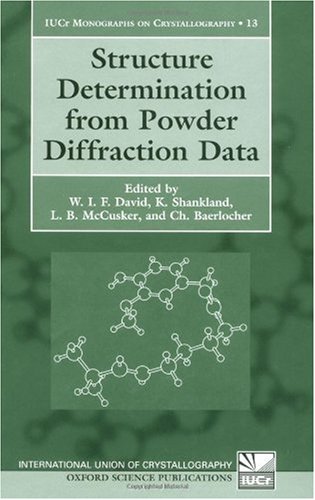 IUCr MONOGRAPHS ON CRYSTALLOGRAPHY • 13
Structure
Determination
from Powder
Diffraction Data
Edited by
W. I. F. David, K. Shankland,
L. B. McCusker, and Ch. Baerlocher
INTERNATIONAL UNION OF CRYSTALLOGRAPHY
OXFORD SCIENCE PUBLICATIONS
IUCr